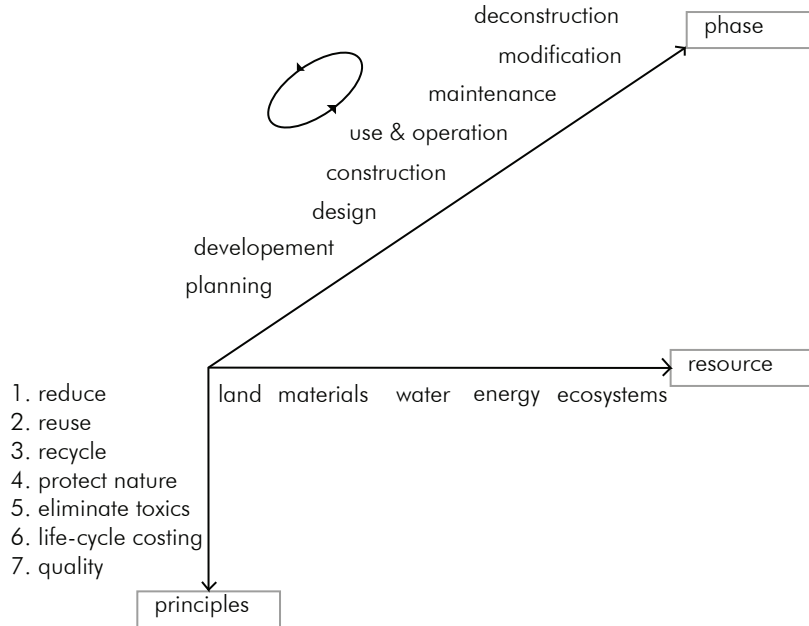 deconstruction
phase
modification
maintenance
use & operation
construction
design
developement
planning
resource
land materials water energy ecosystems
1. reduce
2. reuse
3. recycle
4. protect nature
5. eliminate toxics
6. life-cycle costing
7. quality
principles